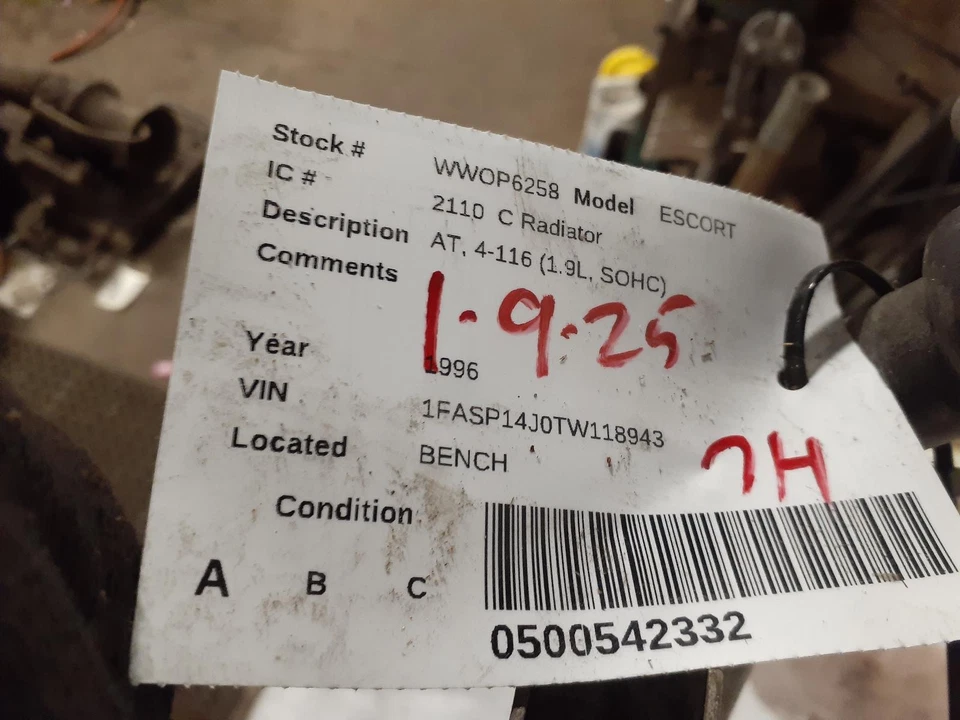 Stock # WWOP6258 Model ESCORT
IC # 2110 C Radiator
Description AT, 4-116 (1.9L, SOHC)
Comments
1.9.25
Year 1996
VIN 1FASP14J0TW118943
Located BENCH
7H
Condition
A B C
0500542332